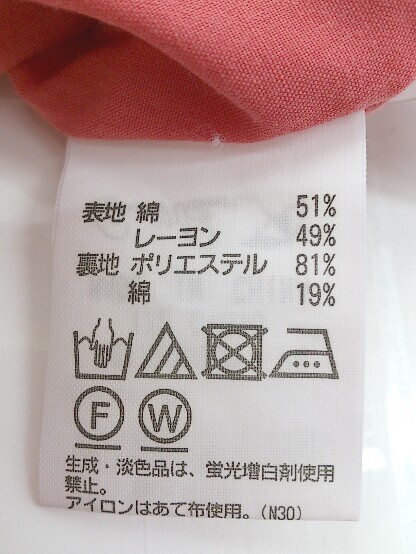 表地 綿 51%
レーヨン 49%
裏地 ポリエステル 81%
綿 19%
F W
生成・淡色品は、蛍光増白剤使用
禁止。
アイロンはあて布使用。(N30)